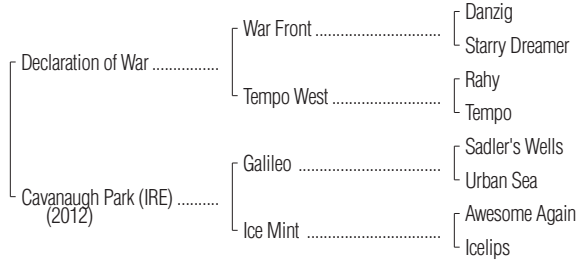 Danzig
War Front ................................
Starry Dreamer
Declaration of War ................
Rahy
Tempo West ............................
Tempo
Sadler's Wells
Galileo ....................................
Urban Sea
Cavanaugh Park (IRE) ..........
(2012)
Awesome Again
Ice Mint ..................................
Icelips